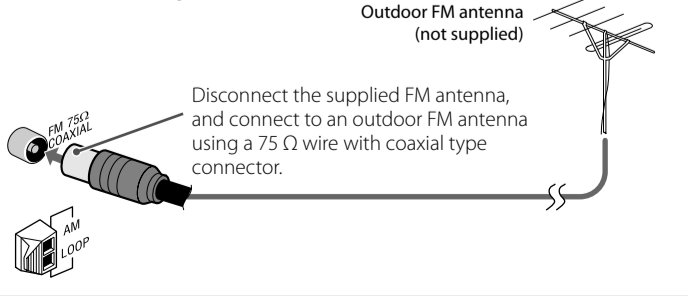 Outdoor FM antenna
(not supplied)
Disconnect the supplied FM antenna,
and connect to an outdoor FM antenna
using a 75 Ω wire with coaxial type
connector.
FM 75Ω
COAXIAL
AM
LOOP